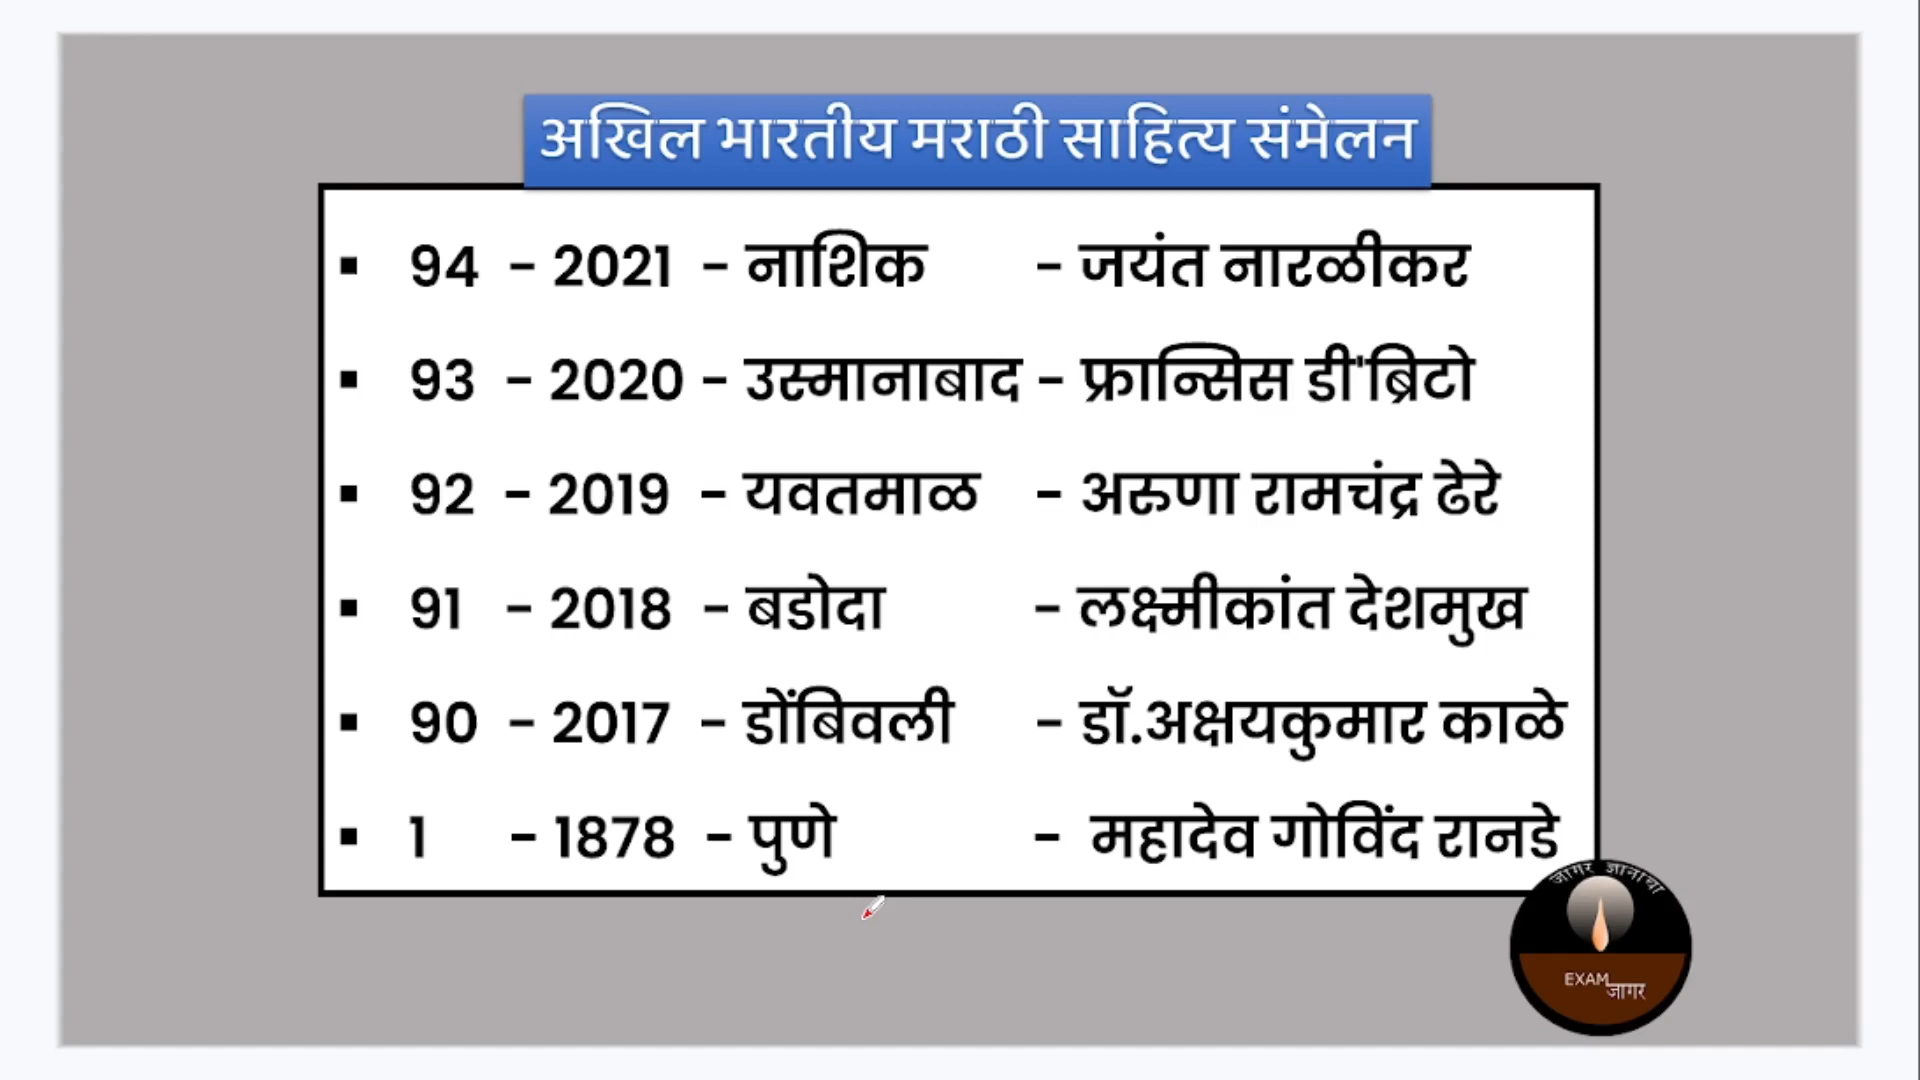 अखिल भारतीय मराठी साहित्य संमेलन
▪ 94 - 2021 - नाशिक - जयंत नारळीकर
▪ 93 - 2020 - उस्मानाबाद - फ्रान्सिस डी'ब्रिटो
▪ 92 - 2019 - यवतमाळ - अरुणा रामचंद्र ढेरे
▪ 91 - 2018 - बडोदा - लक्ष्मीकांत देशमुख
▪ 90 - 2017 - डोंबिवली - डॉ.अक्षयकुमार काळे
▪ 1 - 1878 - पुणे - महादेव गोविंद रानडे
जागर ज्ञानाचा
EXAM
जागर